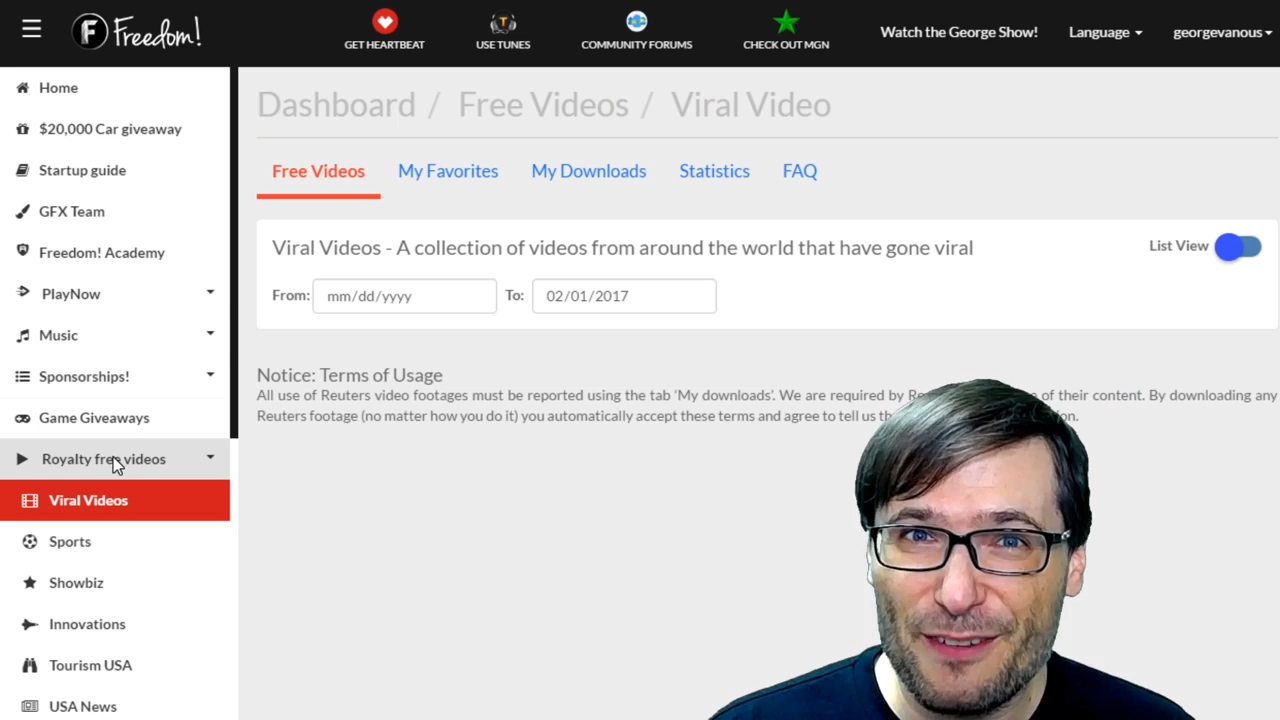 Freedom!
GET HEARTBEAT
USE TUNES
COMMUNITY FORUMS
CHECK OUT MGN
Watch the George Show!
Language
georgevanous
Home
$20,000 Car giveaway
Startup guide
GFX Team
Freedom! Academy
PlayNow
Music
Sponsorships!
Game Giveaways
Royalty free videos
Viral Videos
Sports
Showbiz
Innovations
Tourism USA
USA News
Dashboard / Free Videos / Viral Video
Free Videos
My Favorites
My Downloads
Statistics
FAQ
Viral Videos - A collection of videos from around the world that have gone viral
List View
From: mm/dd/yyyy To: 02/01/2017
Notice: Terms of Usage
All use of Reuters video footages must be reported using the tab 'My downloads'. We are required by of their content. By downloading any
Reuters footage (no matter how you do it) you automatically accept these terms and agree to tell us